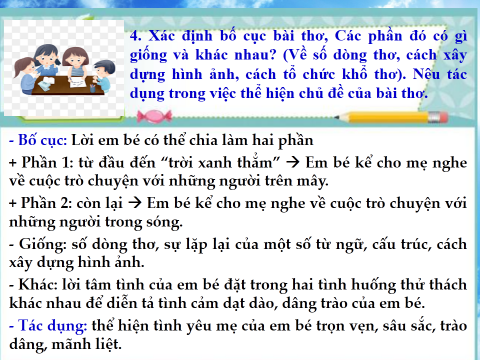 4. Xác định bố cục bài thơ, Các phần đó có gì
giống và khác nhau? (Về số dòng thơ, cách xây
dựng hình ảnh, cách tổ chức khổ thơ). Nêu tác
dụng trong việc thể hiện chủ đề của bài thơ.
- Bố cục: Lời em bé có thể chia làm hai phần
+ Phần 1: từ đầu đến “trời xanh thẳm” → Em bé kể cho mẹ nghe
về cuộc trò chuyện với những người trên mây.
+ Phần 2: còn lại → Em bé kể cho mẹ nghe về cuộc trò chuyện với
những người trong sóng.
- Giống: số dòng thơ, sự lặp lại của một số từ ngữ, cấu trúc, cách
xây dựng hình ảnh.
- Khác: lời tâm tình của em bé đặt trong hai tình huống thử thách
khác nhau để diễn tả tình cảm dạt dào, dâng trào của em bé.
- Tác dụng: thể hiện tình yêu mẹ của em bé trọn vẹn, sâu sắc, trào
dâng, mãnh liệt.